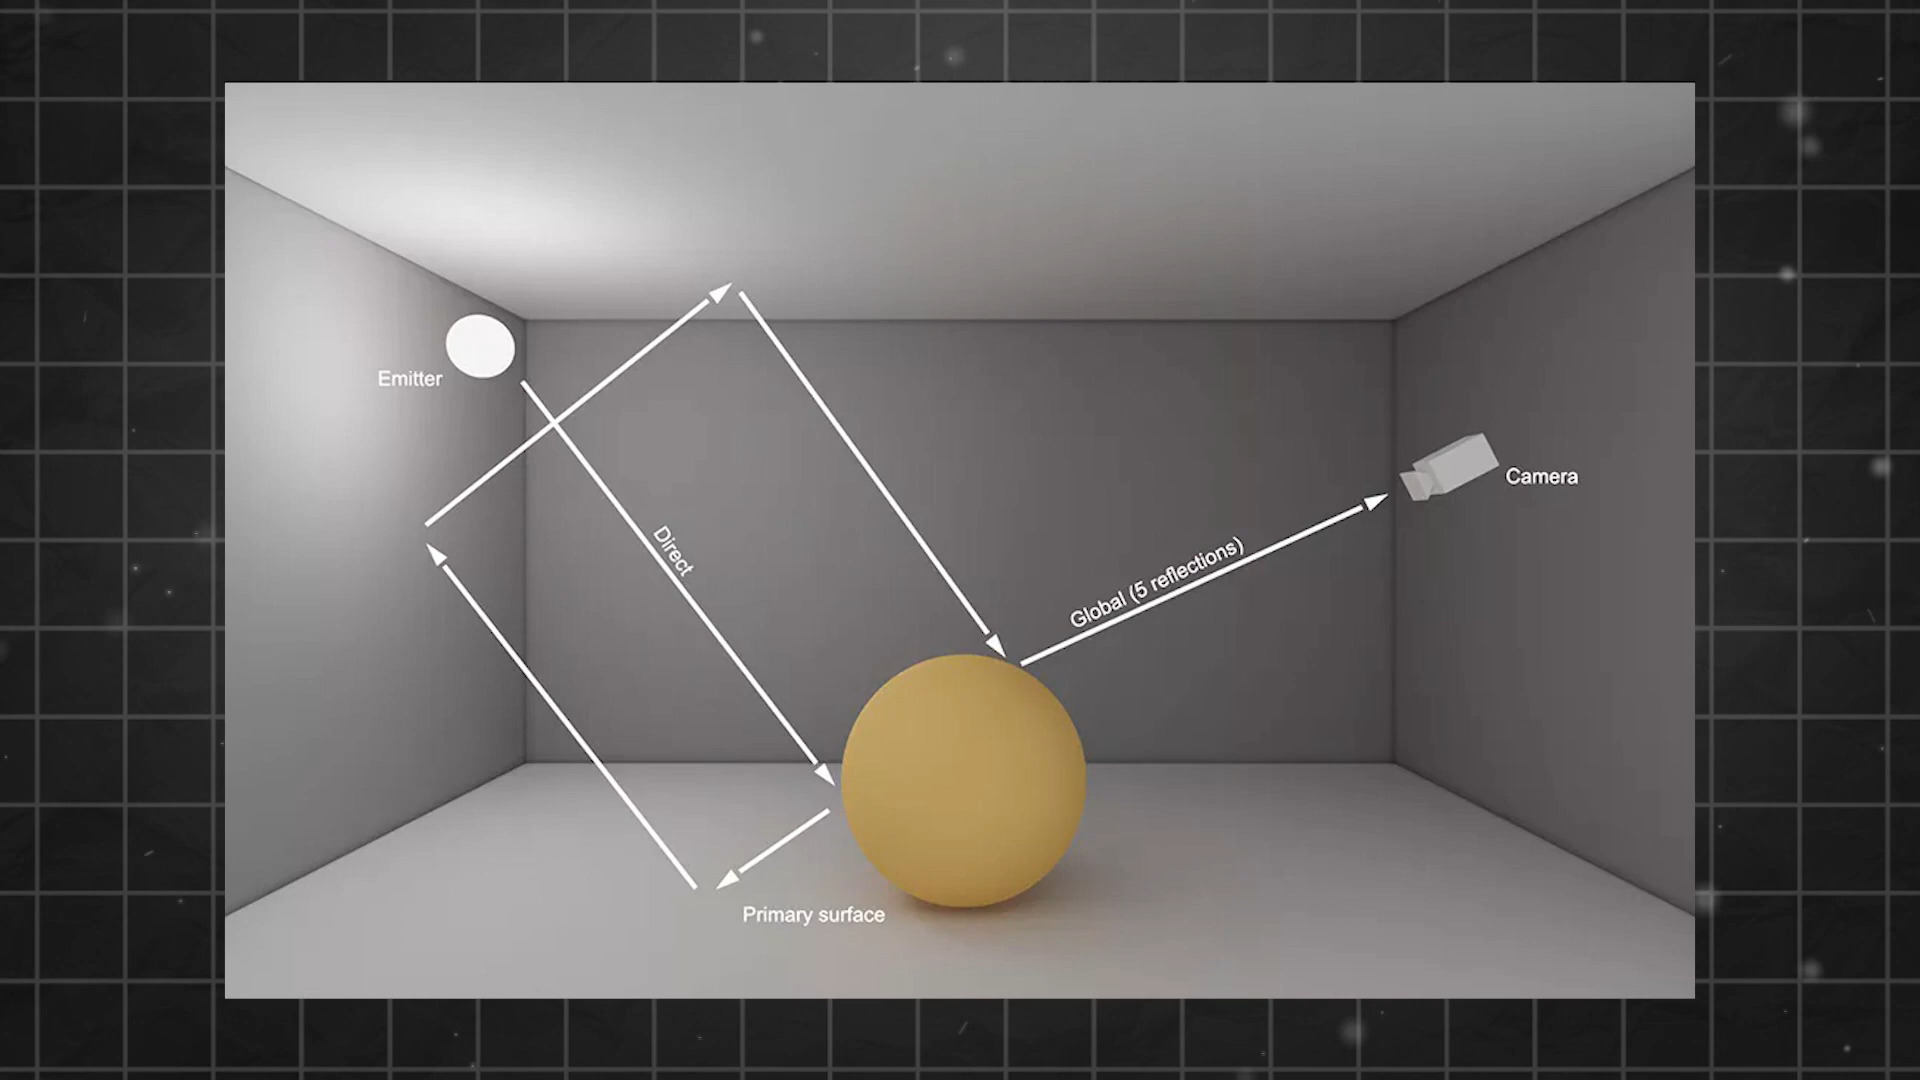 Emitter
Direct
Camera
Global (5 reflections)
Primary surface